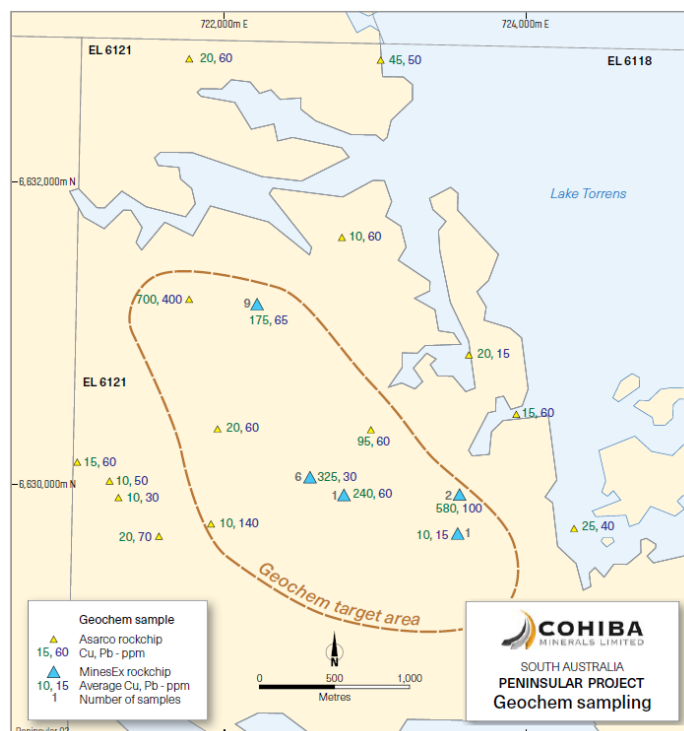 722,000m E
724,000m E
EL 6121
20, 60
45, 50
EL 6118
6,632,000m N
Lake Torrens
10, 60
700, 400
9
175, 65
20, 15
EL 6121
15, 60
20, 60
95, 60
15, 60
10, 50
6
325, 30
6,630,000m N
10, 30
1
240, 60
2
580, 100
10, 140
20, 70
10, 15
1
25, 40
Geochem target area
Geochem sample
Asarco rockchip
15, 60 Cu, Pb - ppm
MinesEx rockchip
10, 15 Average Cu, Pb - ppm
1 Number of samples
N
0 500 1,000
Metres
COHIBA
MINERALS LIMITED
SOUTH AUSTRALIA
PENINSULAR PROJECT
Geochem sampling